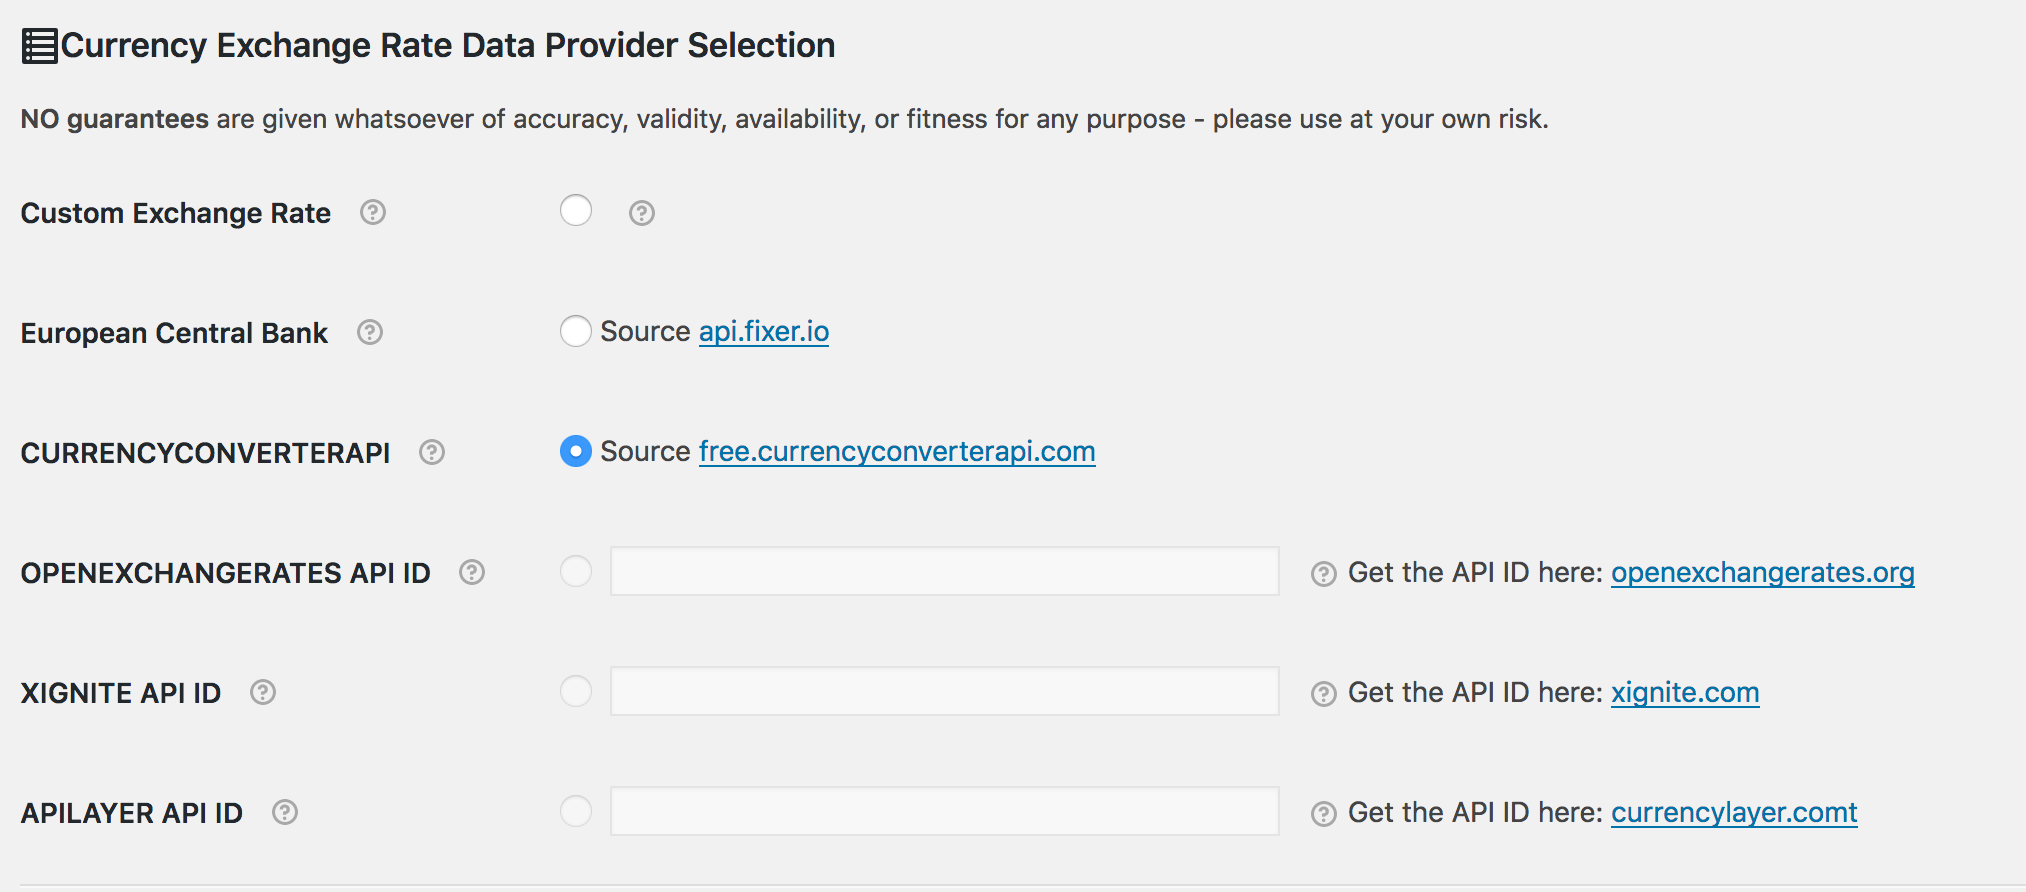 Currency Exchange Rate Data Provider Selection
NO guarantees are given whatsoever of accuracy, validity, availability, or fitness for any purpose - please use at your own risk.
Custom Exchange Rate ? ?
European Central Bank ? Source api.fixer.io
CURRENCYCONVERTERAPI ? Source free.currencyconverterapi.com
OPENEXCHANGERATES API ID ? ? Get the API ID here: openexchangerates.org
XIGNITE API ID ? ? Get the API ID here: xignite.com
APILAYER API ID ? ? Get the API ID here: currencylayer.comt